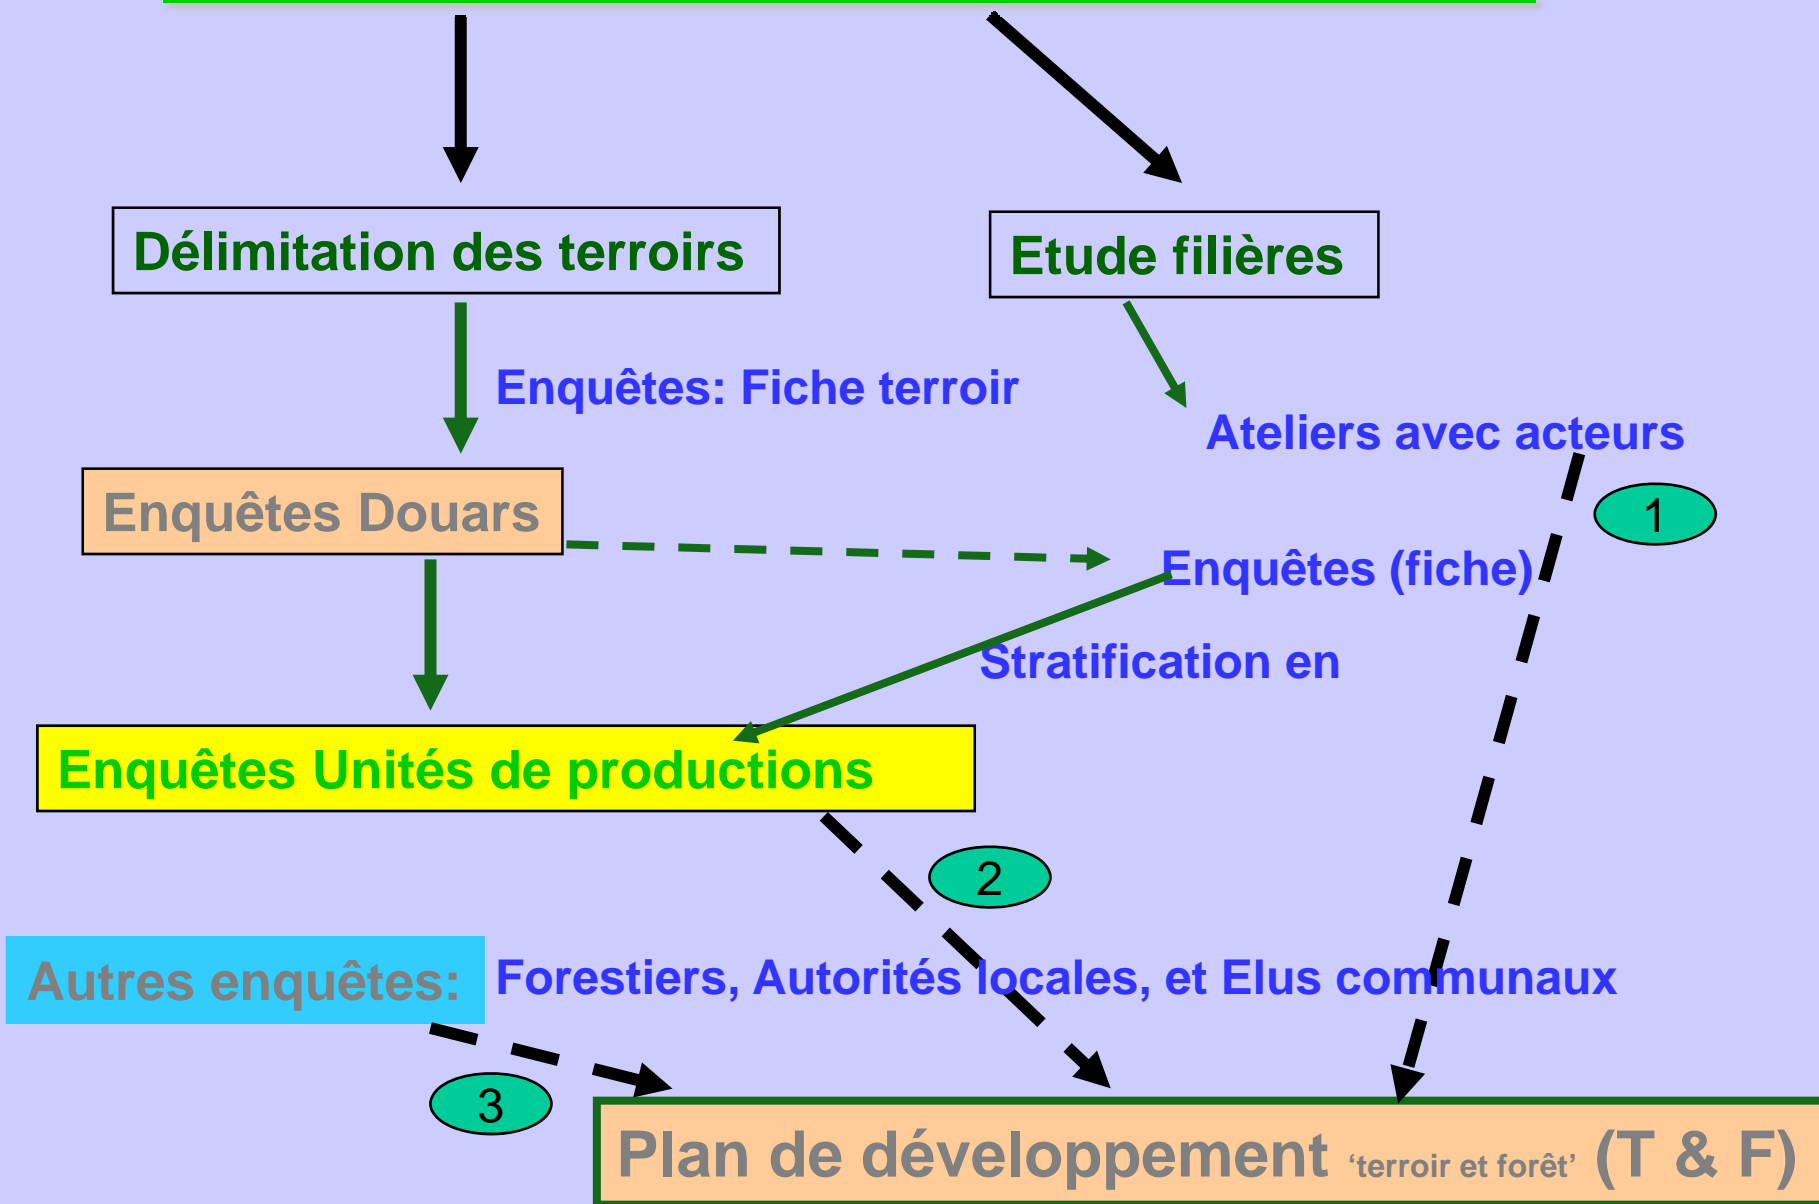 Délimitation des terroirs
Etude filières
Enquêtes: Fiche terroir
Ateliers avec acteurs
Enquêtes Douars
1
Enquêtes (fiche)
Stratification en
Enquêtes Unités de productions
2
Autres enquêtes:
Forestiers, Autorités locales, et Elus communaux
3
Plan de développement ‘terroir et forêt’ (T & F)